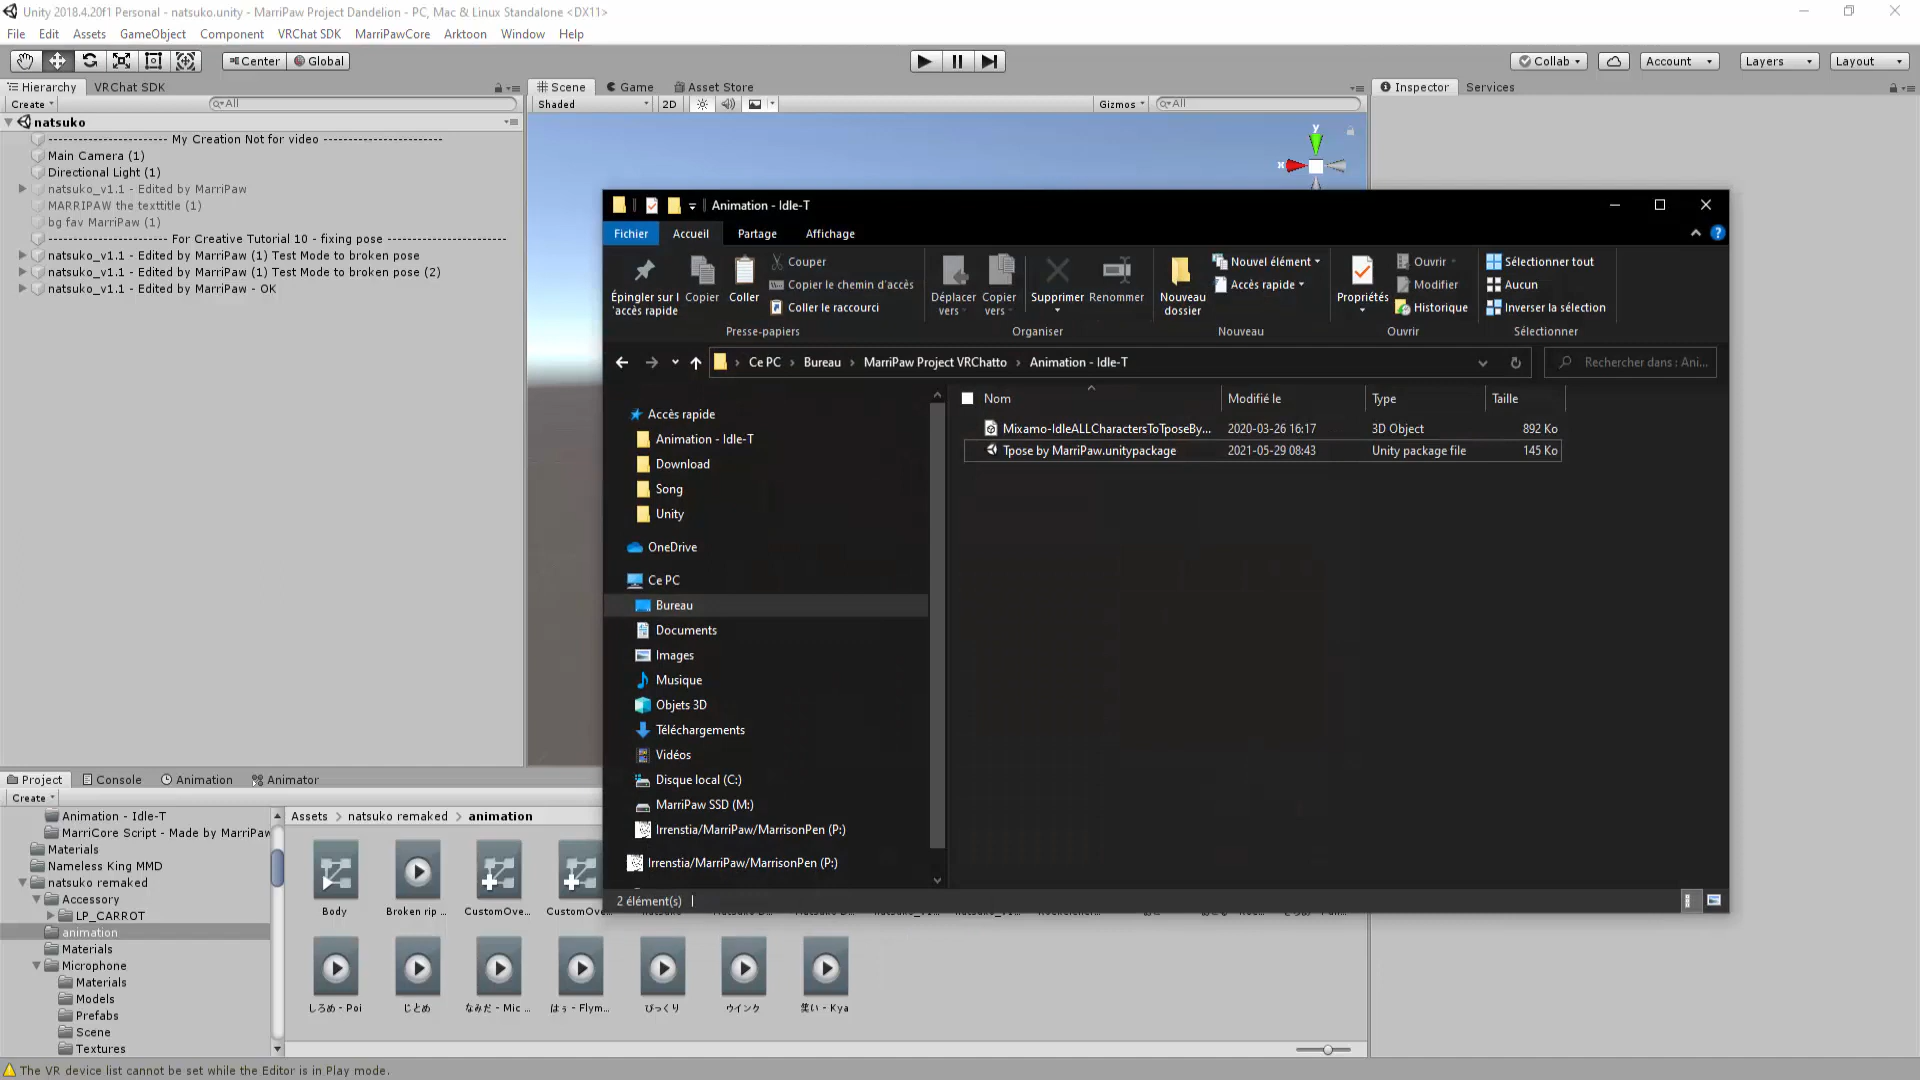 Unity 2018.4.20f1 Personal - natsuko.unity - MarriPaw Project Dandelion - PC, Mac & Linux Standalone <DX11>
File Edit Assets GameObject Component VRChat SDK MarriPawCore Arktoon Window Help
Center Global Collab Account Layers Layout
Hierarchy VRChat SDK
Create All
natsuko
------------------------ My Creation Not for video ------------------------
Main Camera (1)
Directional Light (1)
natsuko_v1.1 - Edited by MarriPaw
MARRIPAW the texttitle (1)
bg fav MarriPaw (1)
------------------------ For Creative Tutorial 10 - fixing pose ------------------------
natsuko_v1.1 - Edited by MarriPaw (1) Test Mode to broken pose
natsuko_v1.1 - Edited by MarriPaw (1) Test Mode to broken pose (2)
natsuko_v1.1 - Edited by MarriPaw - OK
Scene Game Asset Store
Shaded 2D Gizmos All
y
x
Inspector Services
Animation - Idle-T
Fichier Accueil Partage Affichage
Épingler sur l
'accès rapide
Copier
Coller
Couper
Copier le chemin d'accès
Coller le raccourci
Presse-papiers
Déplacer
vers
Copier
vers
Supprimer
Renommer
Organiser
Nouveau
dossier
Nouvel élément
Accès rapide
Nouveau
Propriétés
Ouvrir
Modifier
Historique
Ouvrir
Sélectionner tout
Aucun
Inverser la sélection
Sélectionner
Ce PC Bureau MarriPaw Project VRChatto Animation - Idle-T
Rechercher dans : Ani...
Accès rapide
Animation - Idle-T
Download
Song
Unity
OneDrive
Ce PC
Bureau
Documents
Images
Musique
Objets 3D
Téléchargements
Vidéos
Disque local (C:)
MarriPaw SSD (M:)
Irrenstia/MarriPaw/MarrisonPen (P:)
Irrenstia/MarriPaw/MarrisonPen (P:)
Nom Modifié le Type Taille
Mixamo-IdleALLCharactersToTposeBy... 2020-03-26 16:17 3D Object 892 Ko
Tpose by MarriPaw.unitypackage 2021-05-29 08:43 Unity package file 145 Ko
2 élément(s)
Project Console Animation Animator
Create
Animation - Idle-T
MarriCore Script - Made by MarriPaw
Materials
Nameless King MMD
natsuko remaked
Accessory
LP_CARROT
animation
Materials
Microphone
Materials
Models
Prefabs
Scene
Textures
Assets natsuko remaked animation
Body Broken rip ... CustomOve... CustomOv...
しろめ - Poi じとめ なみだ - Mic ... はぅ - Flym... びっくり ウインク 笑い - Kya
The VR device list cannot be set while the Editor is in Play mode.